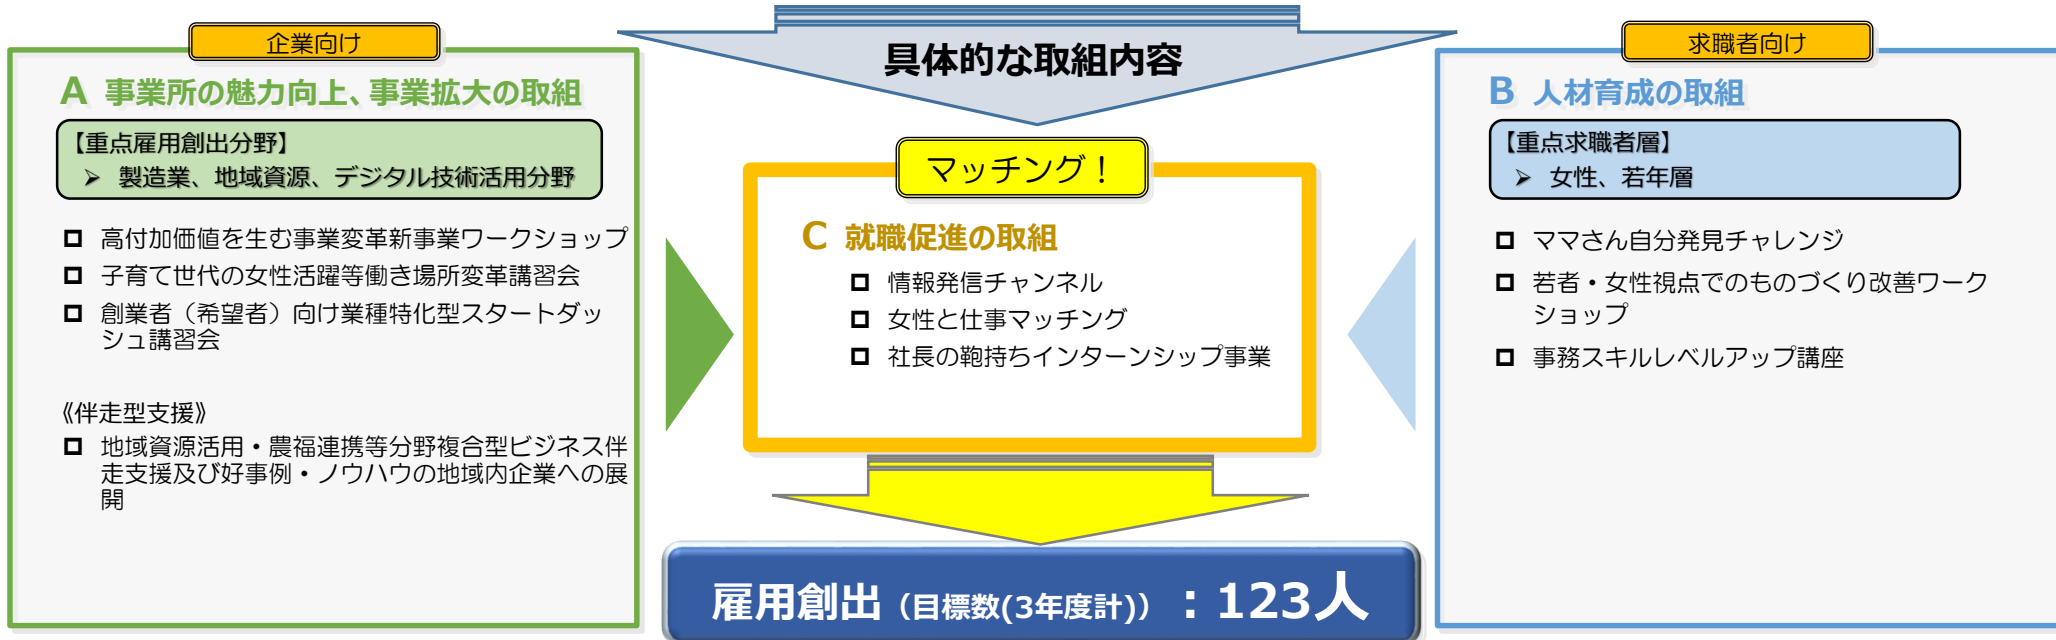 具体的な取組内容
企業向け
A 事業所の魅力向上、事業拡大の取組
【重点雇用創出分野】
➢ 製造業、地域資源、デジタル技術活用分野
高付加価値を生む事業変革新事業ワークショップ
子育て世代の女性活躍等働き場所変革講習会
創業者（希望者）向け業種特化型スタートダッ
シュ講習会
《伴走型支援》
地域資源活用・農福連携等分野複合型ビジネス伴
走支援及び好事例・ノウハウの地域内企業への展
開
マッチング！
C 就職促進の取組
情報発信チャンネル
女性と仕事マッチング
社長の鞄持ちインターンシップ事業
求職者向け
B 人材育成の取組
【重点求職者層】
➢ 女性、若年層
ママさん自分発見チャレンジ
若者・女性視点でのものづくり改善ワーク
ショップ
事務スキルレベルアップ講座
雇用創出（目標数(3年度計)）：123人